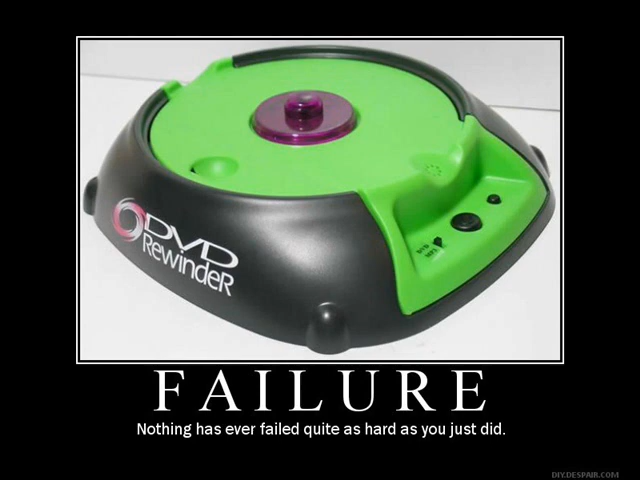 DVD
RewindeR
FAILURE
Nothing has ever failed quite as hard as you just did.
DIY.DESPAIR.COM